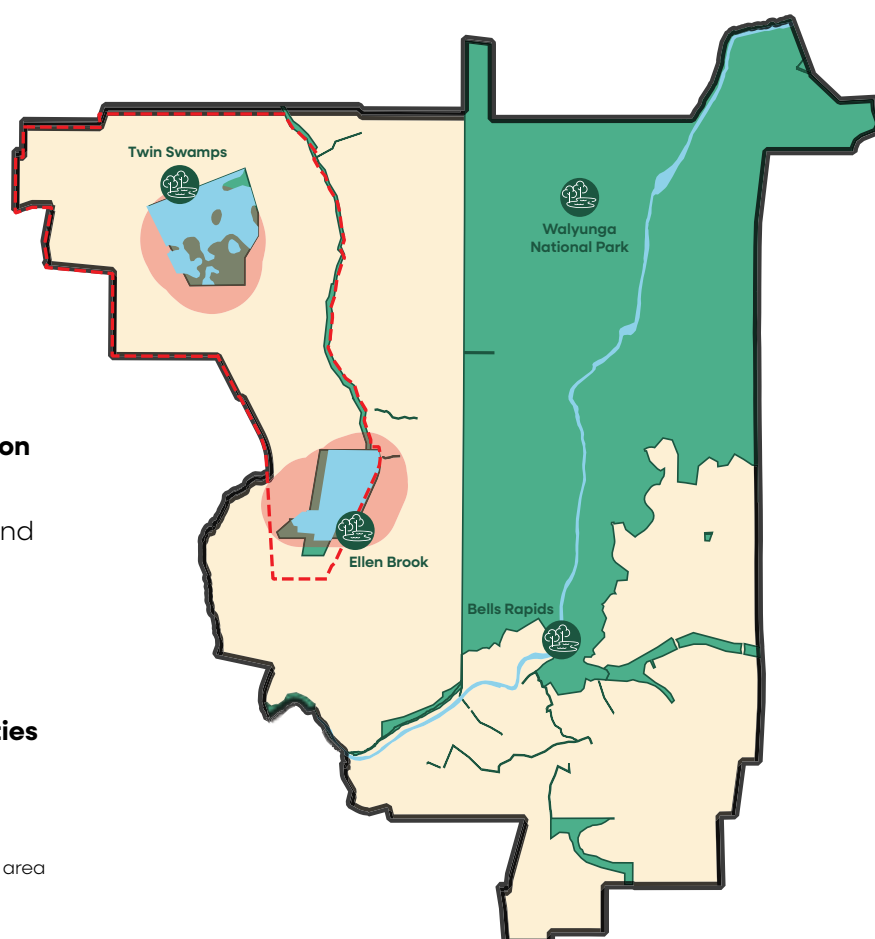 Twin Swamps
Walyunga
National Park
on
nd
Ellen Brook
Bells Rapids
ties
area